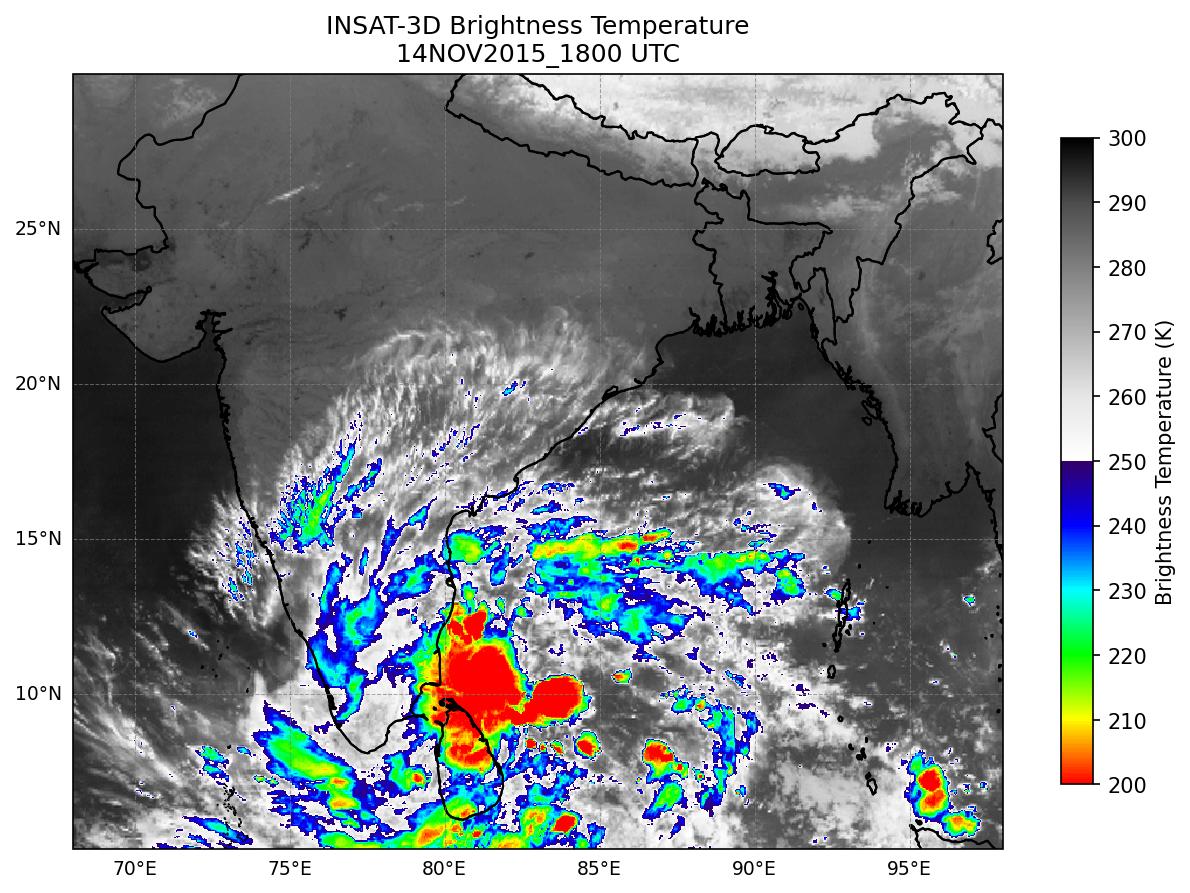 INSAT-3D Brightness Temperature
14NOV2015_1800 UTC
25°N
20°N
15°N
10°N
70°E
75°E
80°E
85°E
90°E
95°E
300
290
280
270
260
250
240
230
220
210
200
Brightness Temperature (K)